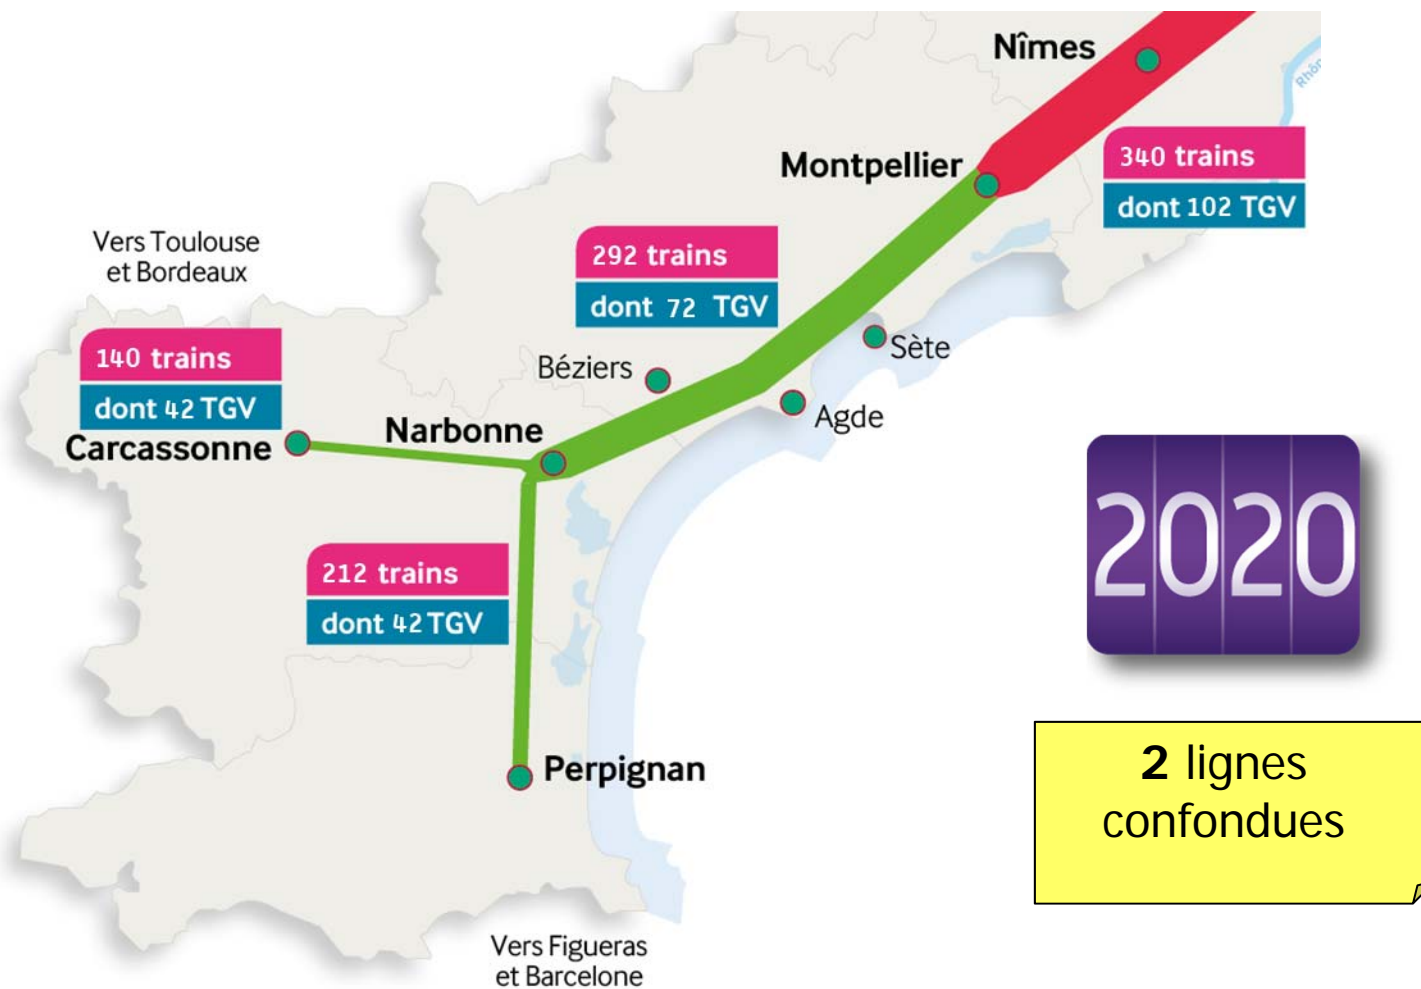 Nîmes
Rhôn
340 trains
dont 102 TGV
Montpellier
Vers Toulouse
et Bordeaux
292 trains
dont 72 TGV
140 trains
dont 42 TGV
Carcassonne
Béziers
Narbonne
Sète
Agde
2020
212 trains
dont 42 TGV
Perpignan
2 lignes
confondues
Vers Figueras
et Barcelone